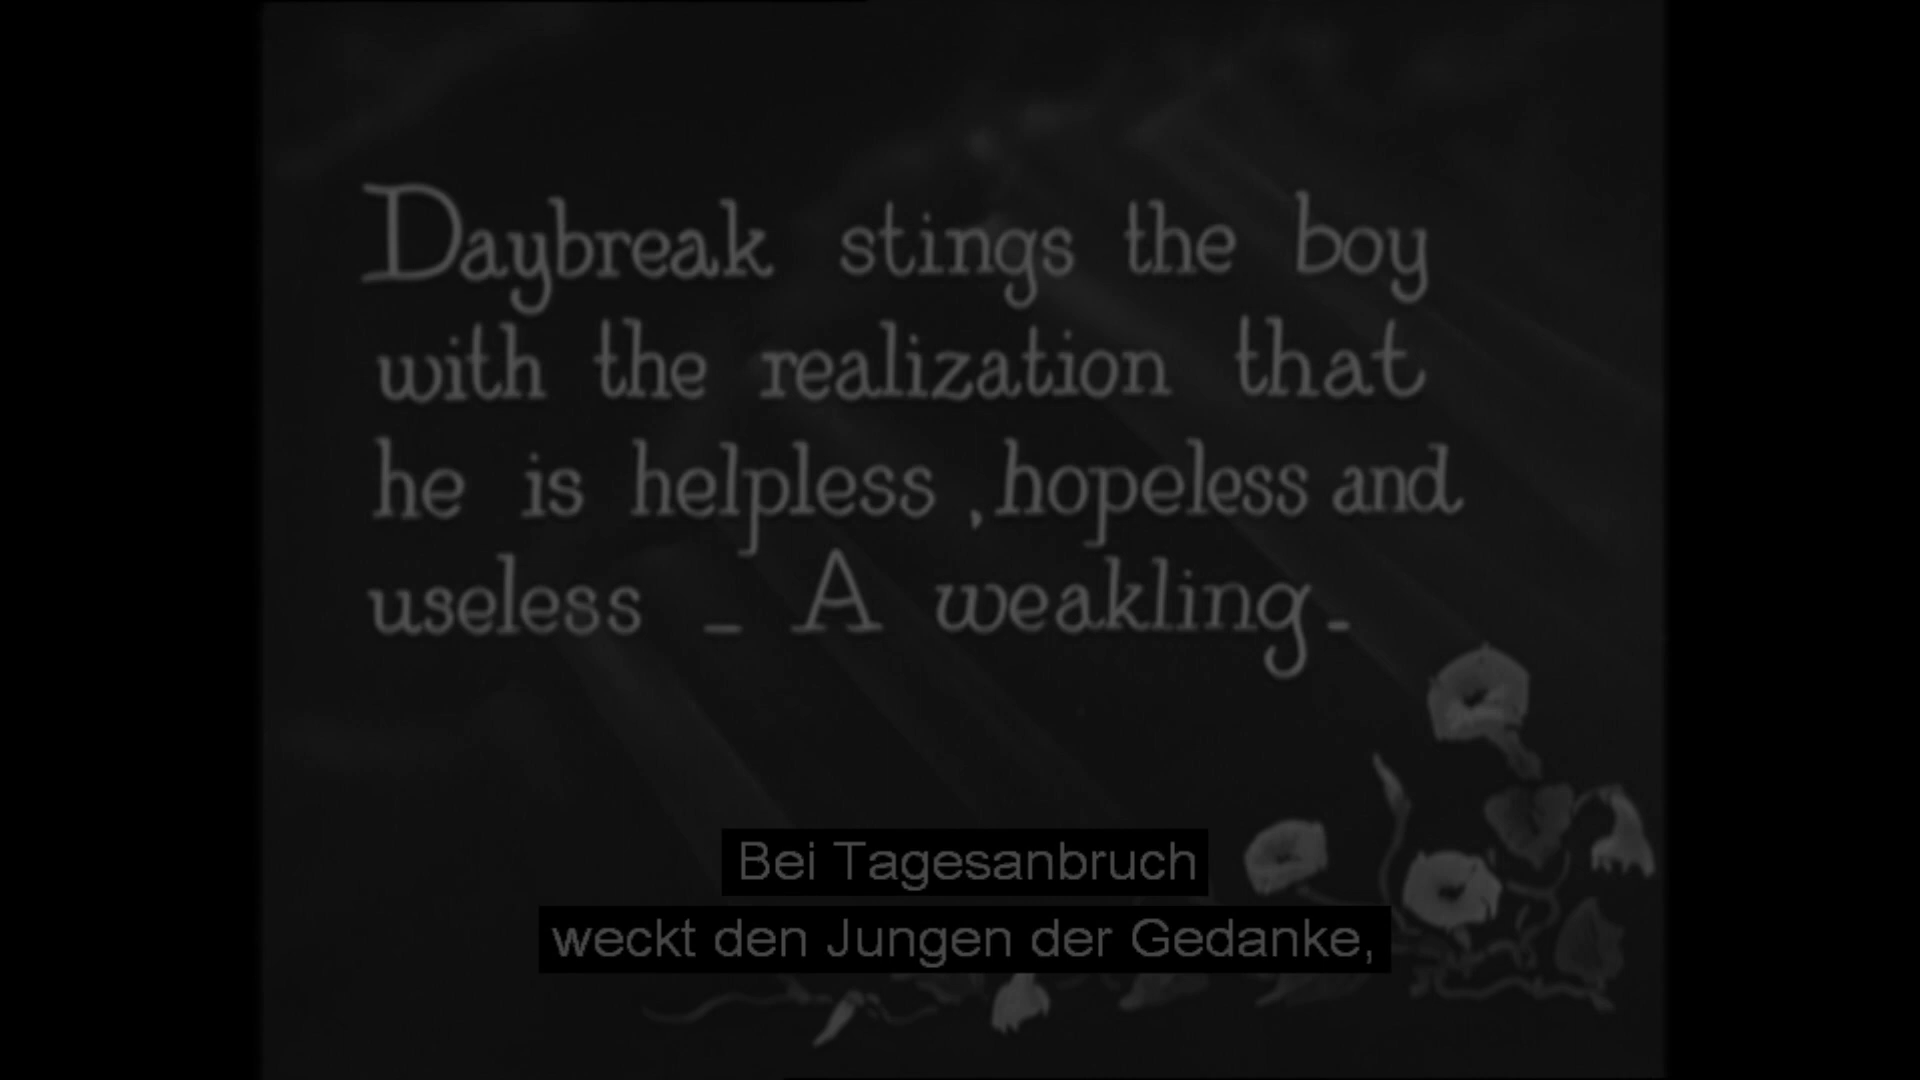 Daybreak stings the boy
with the realization that
he is helpless , hopeless and
useless _ A weakling -
Bei Tagesanbruch
weckt den Jungen der Gedanke,